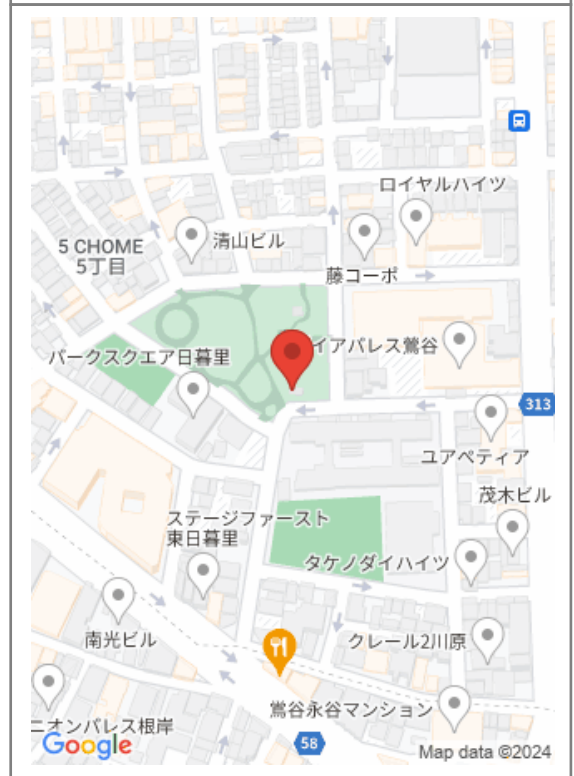 ロイヤルハイツ
清山ビル
5 CHOME
5丁目
藤コーポ
イアパレス鶯谷
パークスクエア日暮里
313
ユアペティア
茂木ビル
ステージファースト
東日暮里
タケノダイハイツ
南光ビル
クレール2川原
鴬谷永谷マンション
ニオンパレス根岸
Google
58
Map data ©2024